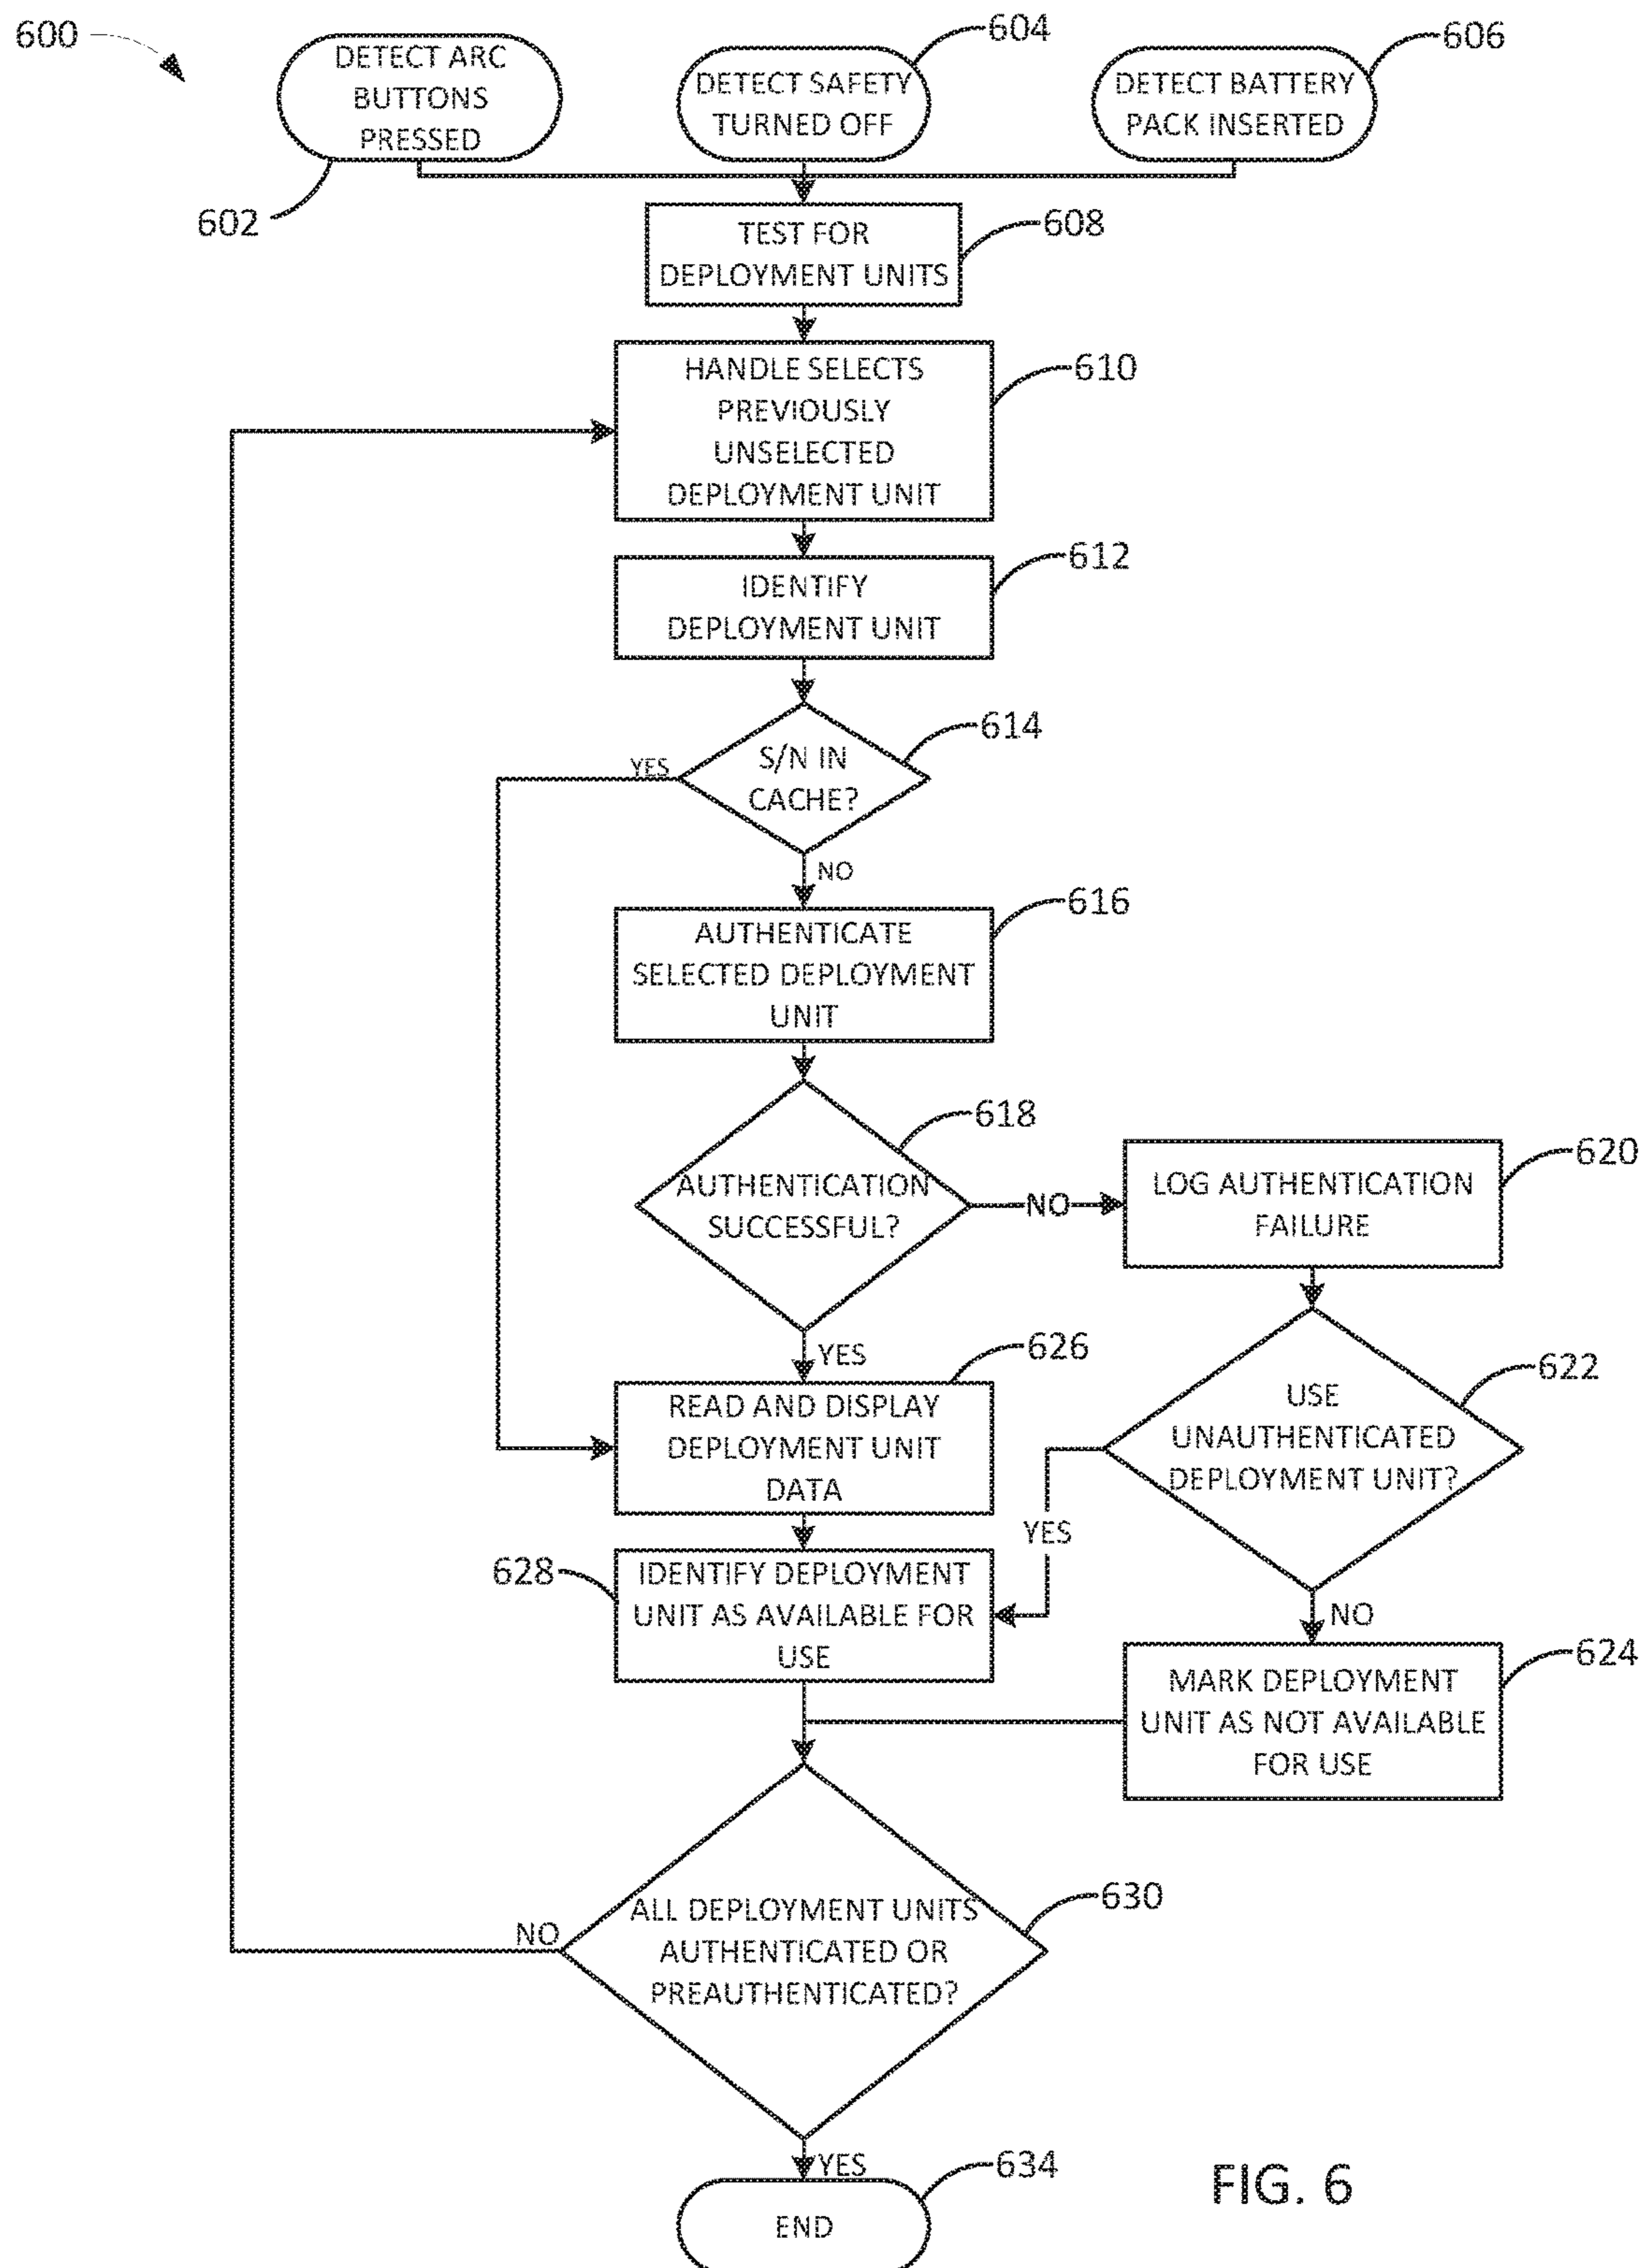 600
DETECT ARC
BUTTONS
PRESSED
602
DETECT SAFETY
TURNED OFF
604
DETECT BATTERY
PACK INSERTED
606
TEST FOR
DEPLOYMENT UNITS
608
HANDLE SELECTS
PREVIOUSLY
UNSELECTED
DEPLOYMENT UNIT
610
IDENTIFY
DEPLOYMENT UNIT
612
S/N IN
CACHE?
614
YES
NO
AUTHENTICATE
SELECTED DEPLOYMENT
UNIT
616
AUTHENTICATION
SUCCESSFUL?
618
NO
LOG AUTHENTICATION
FAILURE
620
YES
READ AND DISPLAY
DEPLOYMENT UNIT
DATA
626
USE
UNAUTHENTICATED
DEPLOYMENT UNIT?
622
YES
NO
628
IDENTIFY DEPLOYMENT
UNIT AS AVAILABLE FOR
USE
MARK DEPLOYMENT
UNIT AS NOT AVAILABLE
FOR USE
624
ALL DEPLOYMENT UNITS
AUTHENTICATED OR
PREAUTHENTICATED?
630
NO
YES
END
634
FIG. 6